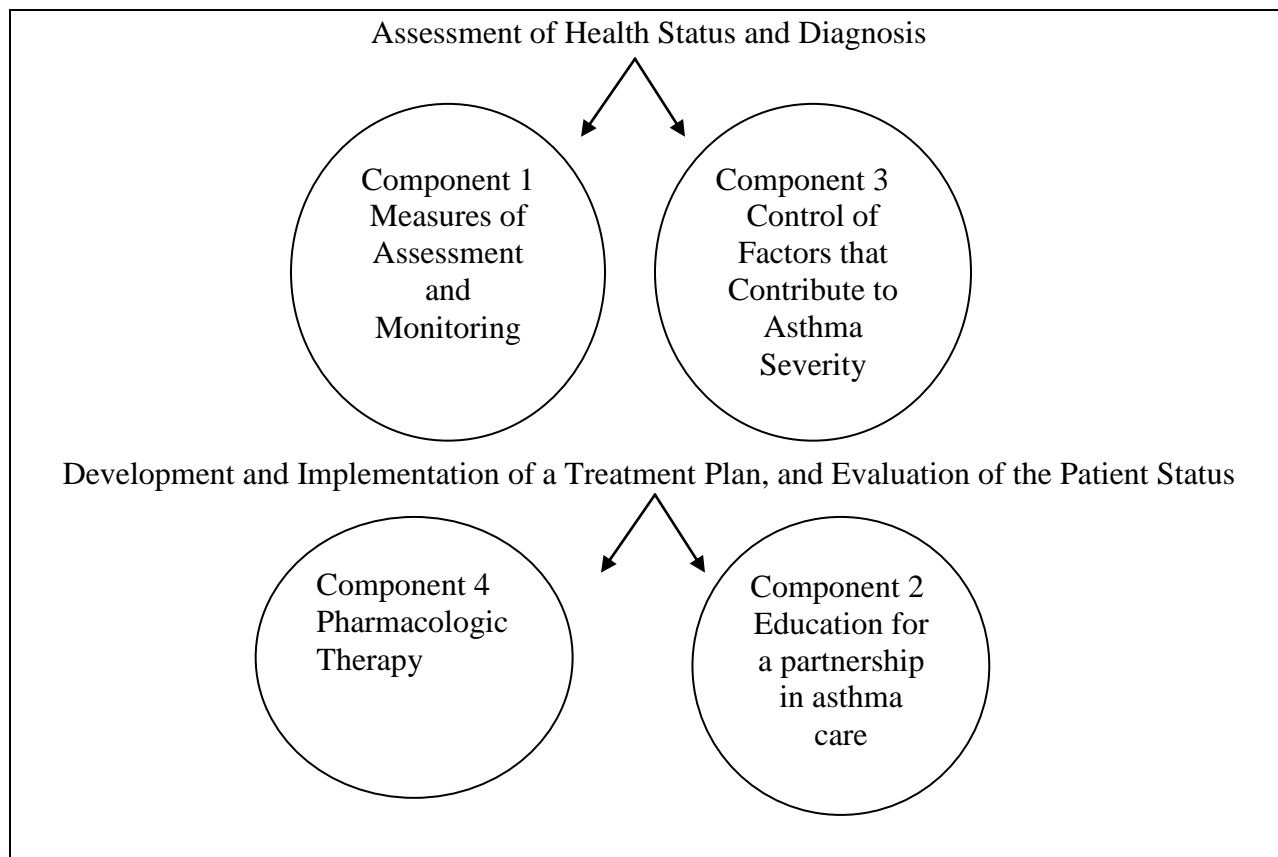 Assessment of Health Status and Diagnosis
Component 1
Measures of
Assessment
and
Monitoring
Component 3
Control of
Factors that
Contribute to
Asthma
Severity
Development and Implementation of a Treatment Plan, and Evaluation of the Patient Status
Component 4
Pharmacologic
Therapy
Component 2
Education for
a partnership
in asthma
care